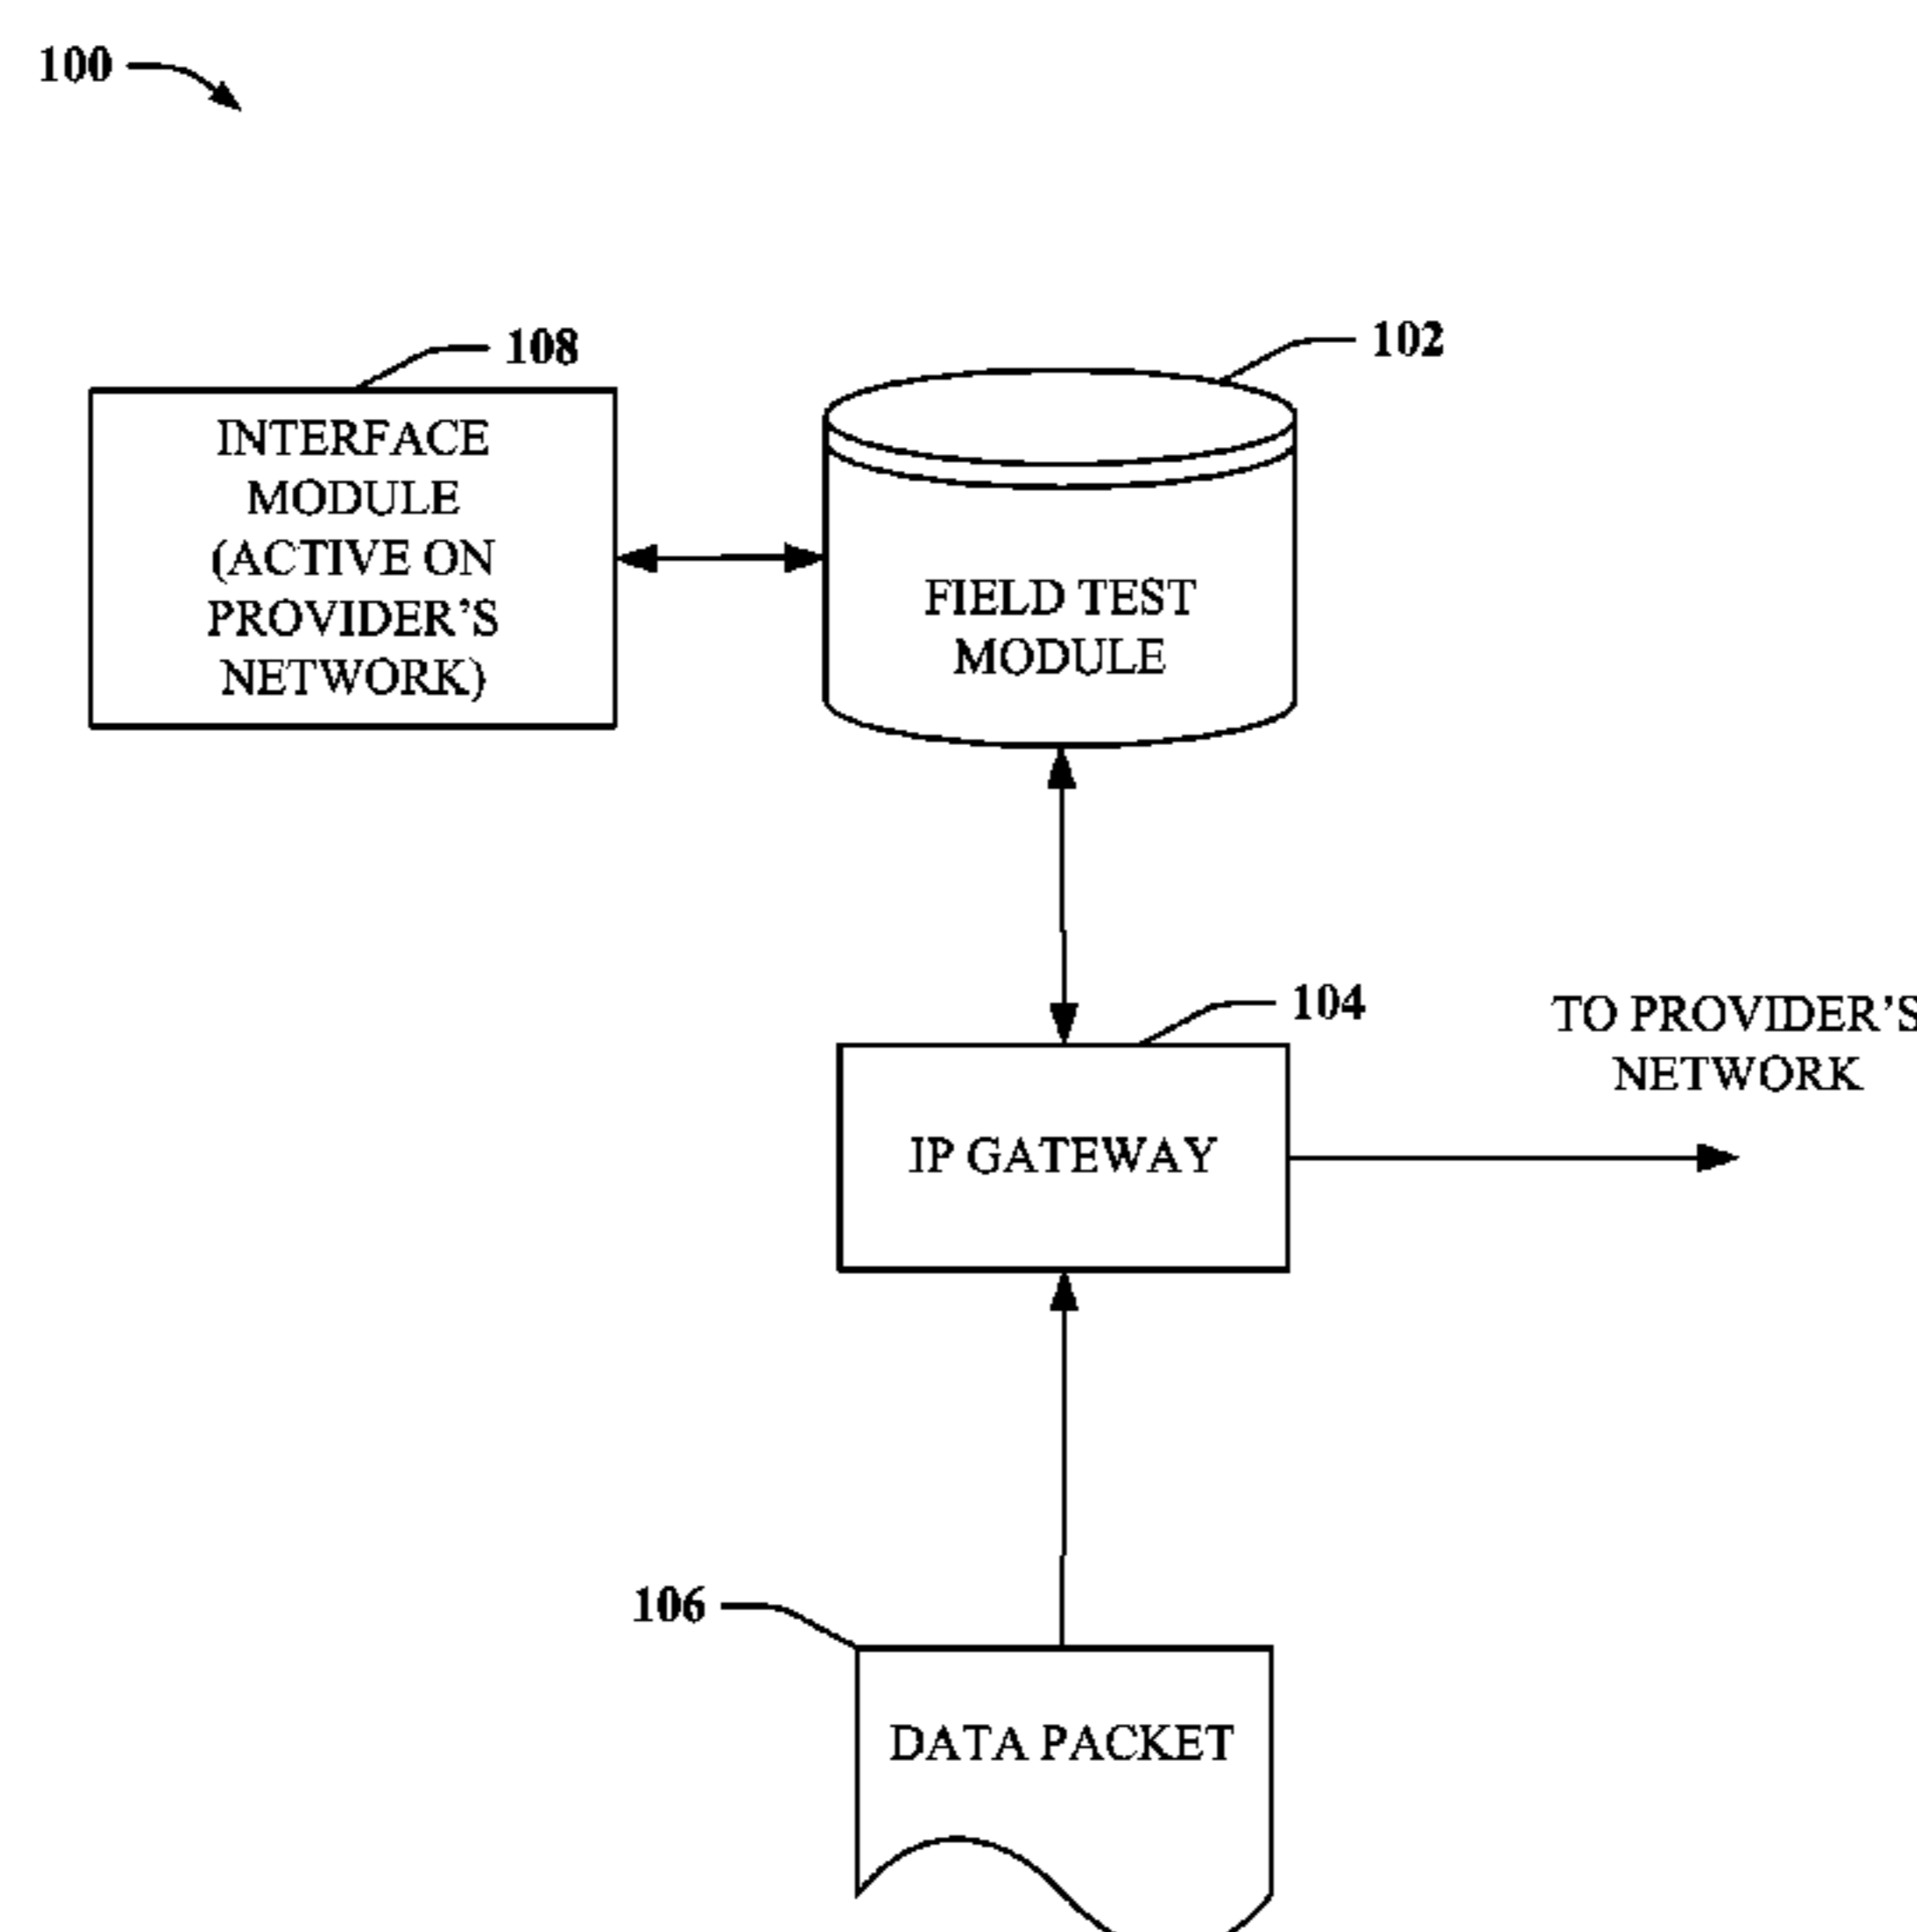 100
108
102
INTERFACE
MODULE
(ACTIVE ON
PROVIDER'S
NETWORK)
FIELD TEST
MODULE
104
TO PROVIDER'S
NETWORK
IP GATEWAY
106
DATA PACKET